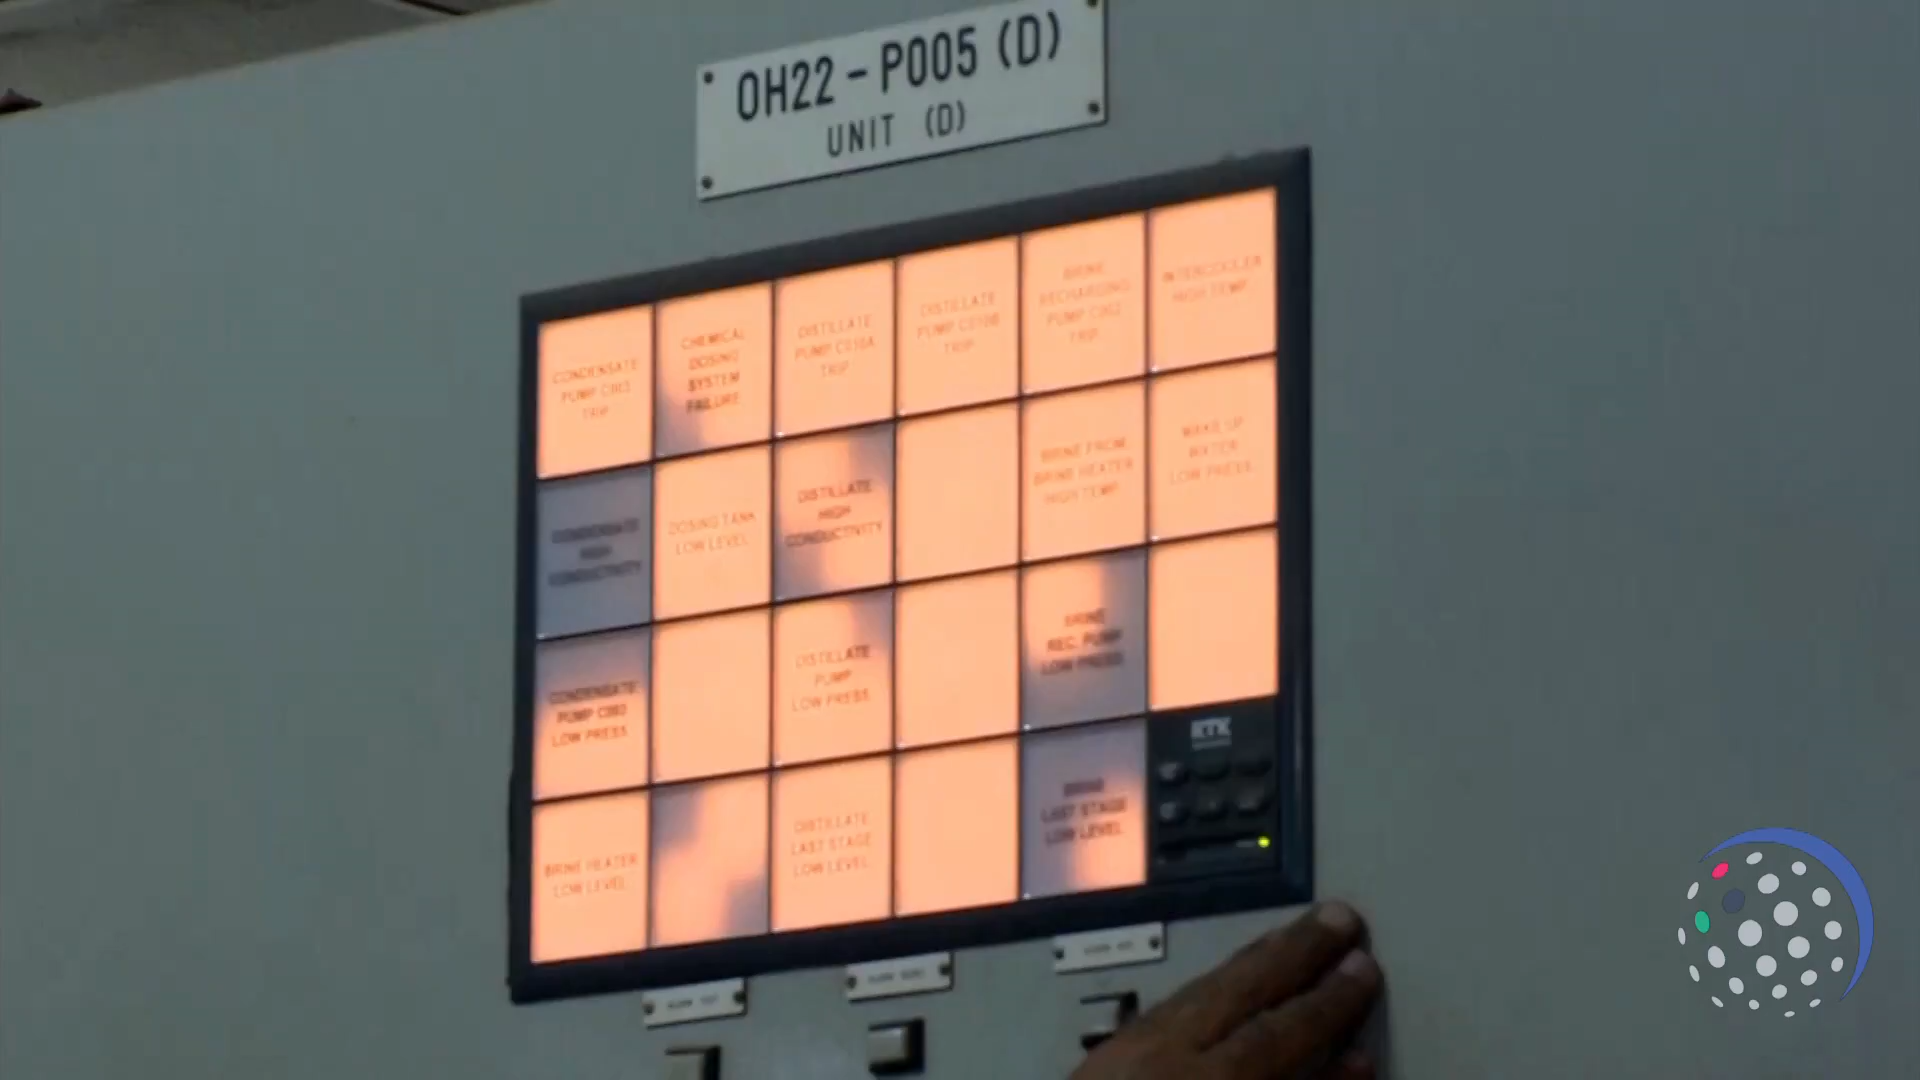 OH22-P005 (D)
UNIT (D)
CONDENSATE
PUMP
TRIP
CHEMICAL
DOSING
SYSTEM
FAILURE
DISTILLATE
PUMP C010A
TRIP
DISTILLATE
PUMP C010B
TRIP
BRINE
RECHARGING
PUMP
TRIP
INTERCOOLER
HIGH TEMP.
CONDENSATE
HIGH
CONDUCTIVITY
DOSING TANK
LOW LEVEL
DISTILLATE
HIGH
CONDUCTIVITY
BRINE FROM
BRINE HEATER
HIGH TEMP.
MAKE UP
WATER
LOW PRESS.
CONDENSATE
PUMP
LOW PRESS.
DISTILLATE
PUMP
LOW PRESS.
BRINE
REC. PUMP
LOW PRESS
BRINE HEATER
LOW LEVEL
DISTILLATE
LAST STAGE
LOW LEVEL
BRINE
LAST STAGE
LOW LEVEL
RTK